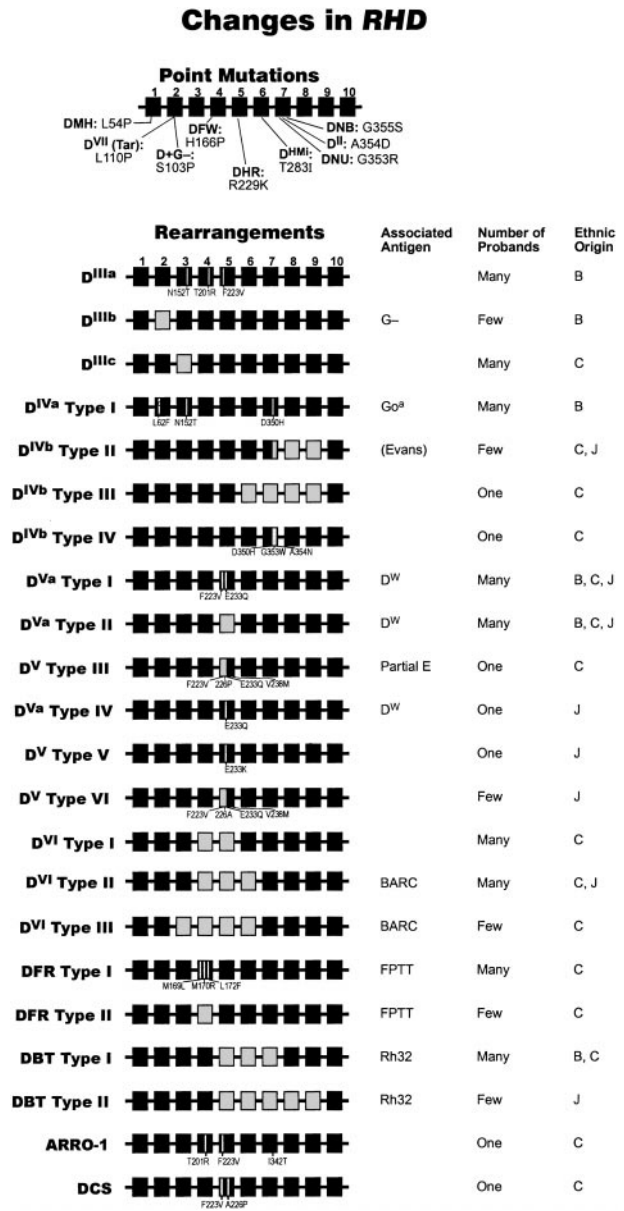 Changes in RHD
Point Mutations
1 2 3 4 5 6 7 8 9 10
DMH: L54P
DVII (Tar): L110P
D+G–: S103P
DFW: H166P
DHR: R229K
DHMi: T283I
DNB: G355S
DII: A354D
DNU: G353R
Rearrangements Associated Antigen Number of Probands Ethnic Origin
1 2 3 4 5 6 7 8 9 10
DIIIa Many B
N152T T201R F223V
DIIIb G– Few B
DIIIc Many C
DIVa Type I Goa Many B
L62F N152T D350H
DIVb Type II (Evans) Few C, J
DIVb Type III One C
DIVb Type IV One C
D350H G353W A354N
DVa Type I DW Many B, C, J
F223V E233Q
DVa Type II DW Many B, C, J
DV Type III Partial E One C
F223V 226P E233Q V238M
DVa Type IV DW One J
E233Q
DV Type V One J
E233K
DV Type VI Few J
F223V 226A E233Q V238M
DVI Type I Many C
DVI Type II BARC Many C, J
DVI Type III BARC Few C
DFR Type I FPTT Many C
M169L M170R L172F
DFR Type II FPTT Few C
DBT Type I Rh32 Many B, C
DBT Type II Rh32 Few J
ARRO-1 One C
T201R F223V I342T
DCS One C
F223V A226P